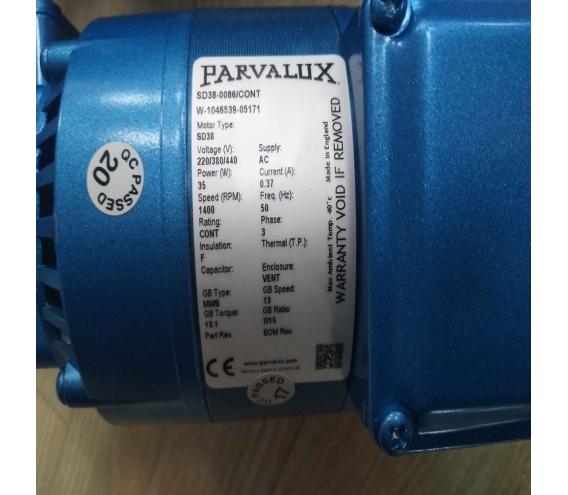 PARVALUX
SD38-0086/CONT
W-1046539-05171
Motor Type:
SD38
Voltage (V): Supply:
220/380/440 AC
Power (W): Current (A):
35 0.37
Speed (RPM): Freq. (Hz):
1400 50
Rating: Phase:
CONT 3
Insulation: Thermal (T.P.):
F
Capacitor: Enclosure:
VENT
GB Type: GB Speed:
MWS 13
GB Torque: GB Ratio:
13.1 7/15
Part Rev. BOM Rev.
CE www.parvalux.com
Made in England
Max Ambient Temp. 40°c
WARRANTY VOID IF REMOVED
QC PASSED
20
PASSED
17